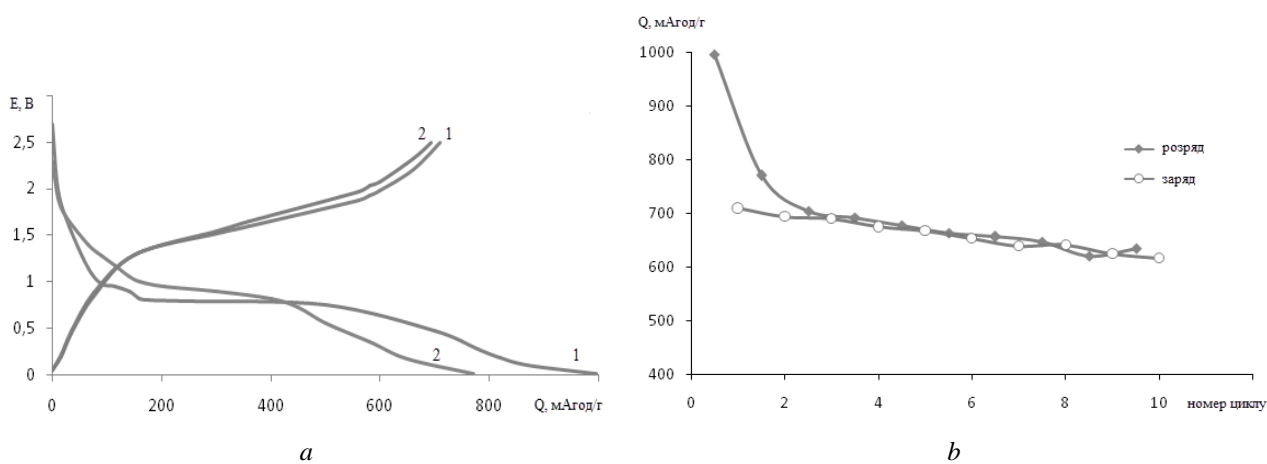 E, В
2,5
2
1,5
1
0,5
0
2 1
2
1
0 200 400 600 800 Q, мАгод/г
a
Q, мАгод/г
1000
900
800
700
600
500
400
розряд
заряд
0 2 4 6 8 10 номер циклу
b